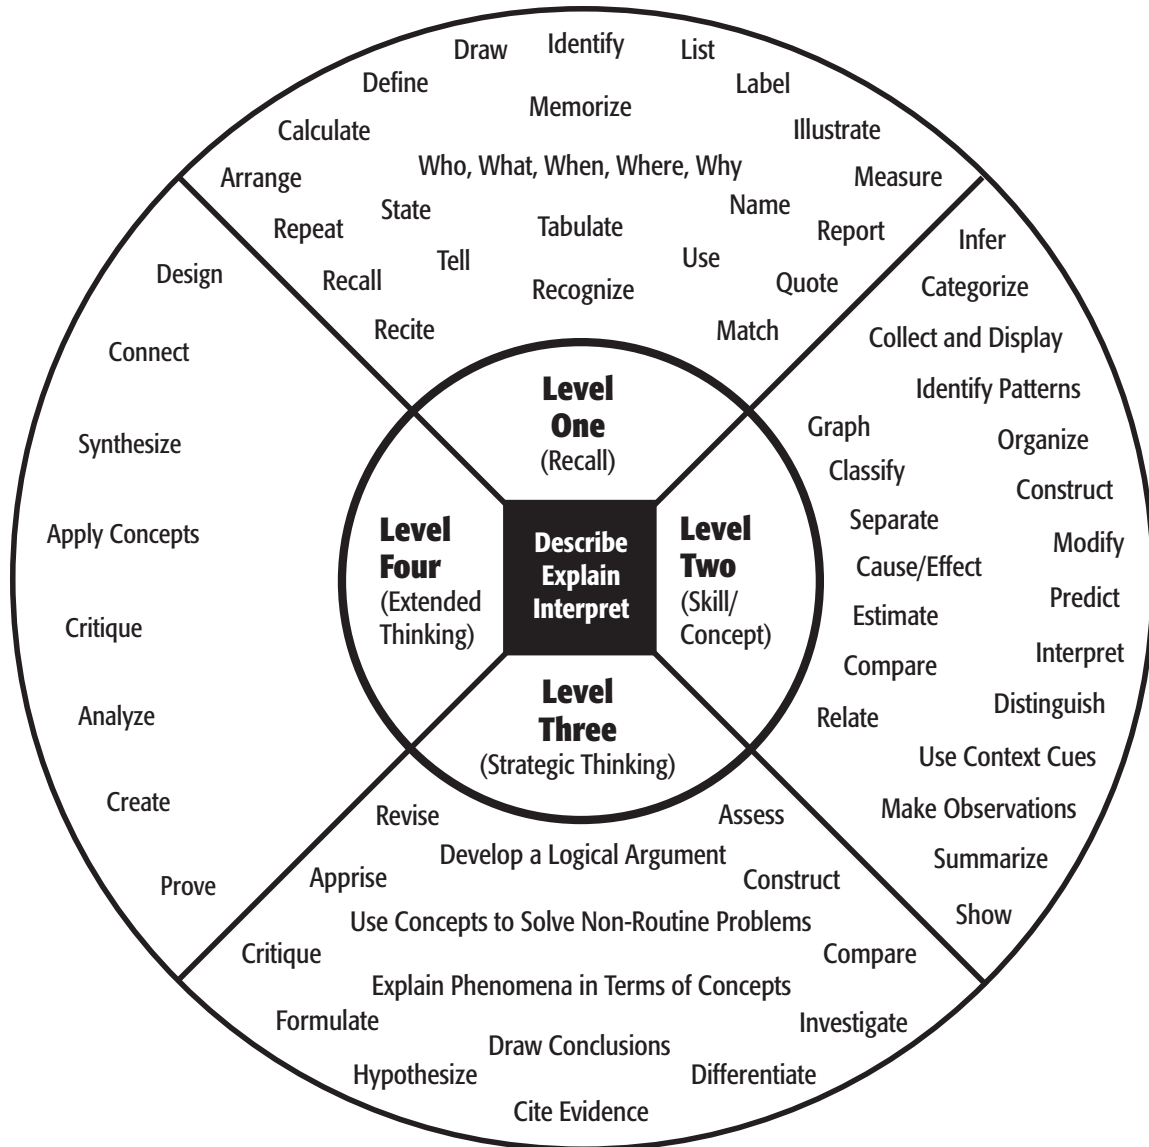 Draw
Identify
List
Define
Label
Memorize
Calculate
Illustrate
Who, What, When, Where, Why
Arrange
Measure
State
Name
Repeat
Tabulate
Report
Tell
Use
Recall
Recognize
Quote
Recite
Match
Level
One
(Recall)
Infer
Categorize
Collect and Display
Identify Patterns
Graph
Organize
Classify
Construct
Separate
Modify
Cause/Effect
Predict
Estimate
Interpret
Compare
Distinguish
Relate
Use Context Cues
Make Observations
Summarize
Show
Level
Two
(Skill/
Concept)
Describe
Explain
Interpret
Level
Three
(Strategic Thinking)
Revise
Assess
Develop a Logical Argument
Apprise
Construct
Use Concepts to Solve Non-Routine Problems
Critique
Compare
Explain Phenomena in Terms of Concepts
Formulate
Investigate
Draw Conclusions
Hypothesize
Differentiate
Cite Evidence
Level
Four
(Extended
Thinking)
Design
Connect
Synthesize
Apply Concepts
Critique
Analyze
Create
Prove